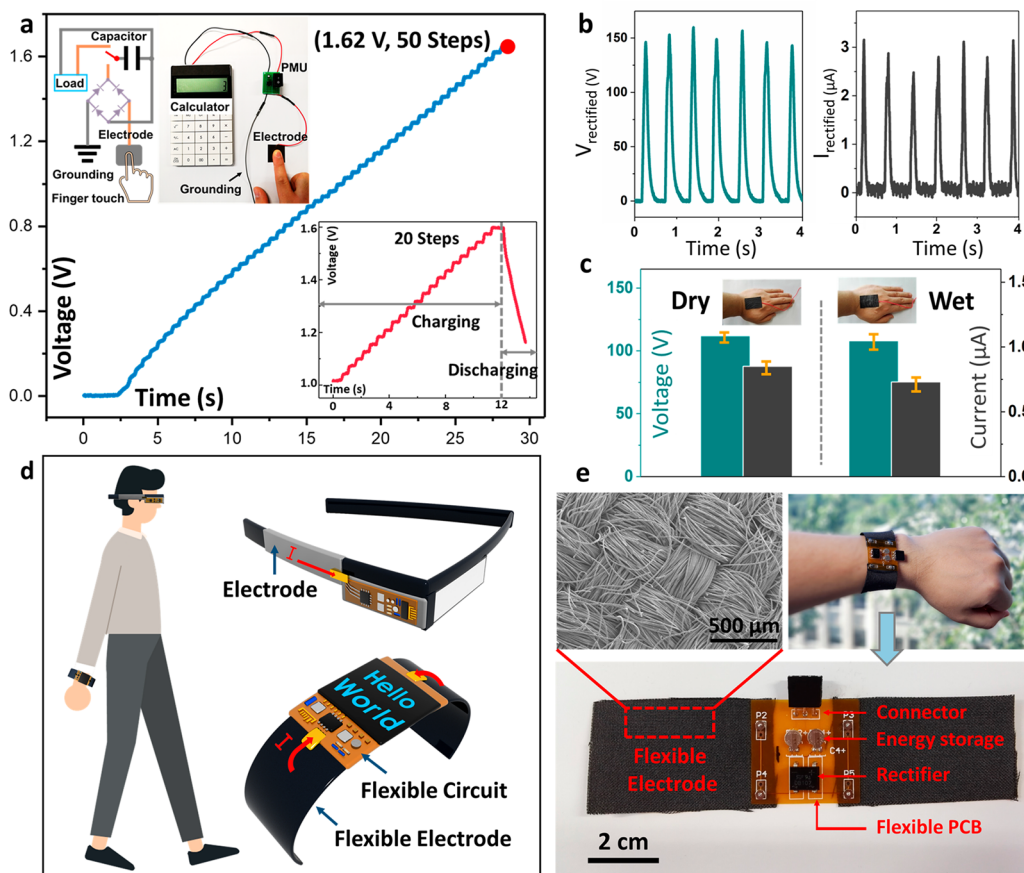 a
1.6
1.2
0.8
0.4
0.0
Voltage (V)
0
5
10
15
20
25
30
Time (s)
(1.62 V, 50 Steps)
Capacitor
Load
Electrode
Grounding
Finger touch
PMU
Calculator
Electrode
Grounding
Voltage (V)
1.6
1.4
1.2
1.0
20 Steps
Charging
Discharging
Time (s)
0
4
8
12
b
Vrectified (V)
150
100
50
0
0
1
2
3
4
Time (s)
Irectified (µA)
3
2
1
0
0
1
2
3
4
Time (s)
c
Voltage (V)
150
100
50
0
Dry
Wet
Current (µA)
1.5
1.0
0.5
0.0
d
I
Electrode
Hello
World
I
Flexible Circuit
Flexible Electrode
e
500 µm
P2
P3
P4
P5
C4+
Connector
Energy storage
Rectifier
Flexible PCB
Flexible
Electrode
2 cm